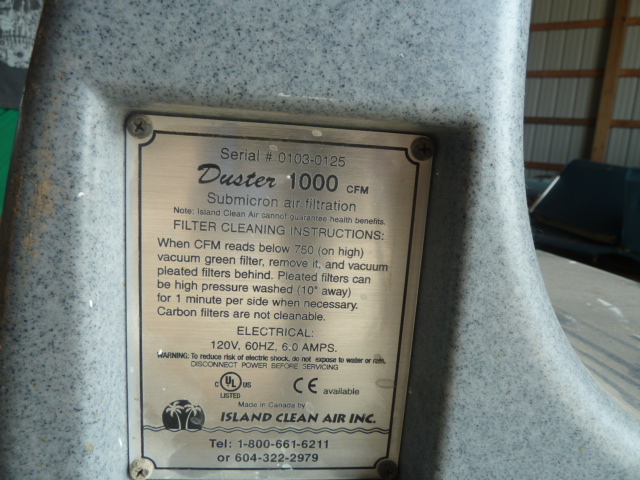 Serial # 0103-0125
Duster 1000 CFM
Submicron air filtration
Note: Island Clean Air cannot guarantee health benefits.
FILTER CLEANING INSTRUCTIONS:
When CFM reads below 750 (on high)
vacuum green filter, remove it, and vacuum
pleated filters behind. Pleated filters can
be high pressure washed (10" away)
for 1 minute per side when necessary.
Carbon filters are not cleanable.
ELECTRICAL:
120V, 60HZ, 6.0 AMPS.
WARNING: To reduce risk of electric shock, do not expose to water or rain.
DISCONNECT POWER BEFORE SERVICING
C UL US CE available
LISTED
Made in Canada by
ISLAND CLEAN AIR INC.
Tel: 1-800-661-6211
or 604-322-2979